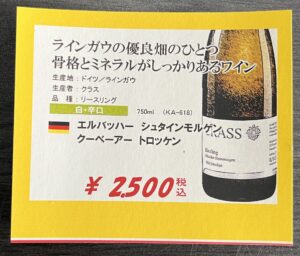 ラインガウの優良畑のひとつ
骨格とミネラルがしっかりあるワイン
生産地：ドイツ／ラインガウ
生産者：クラス
品　種：リースリング
白・辛口　750ml　（KA-618）
エルバッハー　シュタインモルゲン
クーベーアー　トロッケン
¥ 2,500 税込
RASS
Riesling